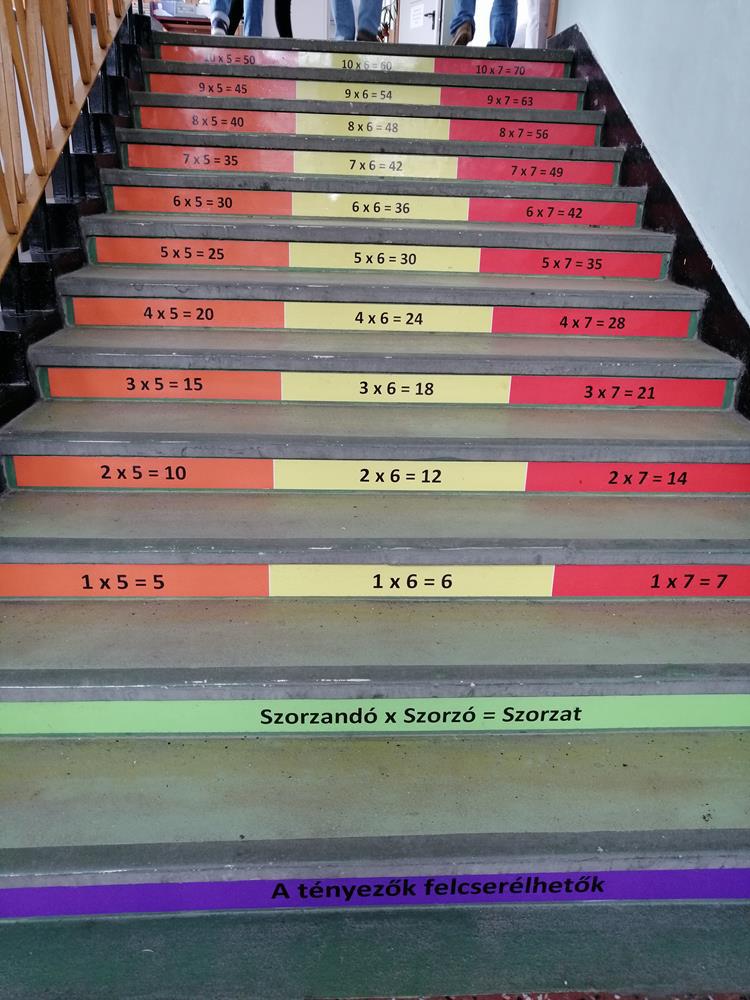 10 x 5 = 50 10 x 6 = 60 10 x 7 = 70
9 x 5 = 45 9 x 6 = 54 9 x 7 = 63
8 x 5 = 40 8 x 6 = 48 8 x 7 = 56
7 x 5 = 35 7 x 6 = 42 7 x 7 = 49
6 x 5 = 30 6 x 6 = 36 6 x 7 = 42
5 x 5 = 25 5 x 6 = 30 5 x 7 = 35
4 x 5 = 20 4 x 6 = 24 4 x 7 = 28
3 x 5 = 15 3 x 6 = 18 3 x 7 = 21
2 x 5 = 10 2 x 6 = 12 2 x 7 = 14
1 x 5 = 5 1 x 6 = 6 1 x 7 = 7
Szorzandó x Szorzó = Szorzat
A tényezők felcserélhetők